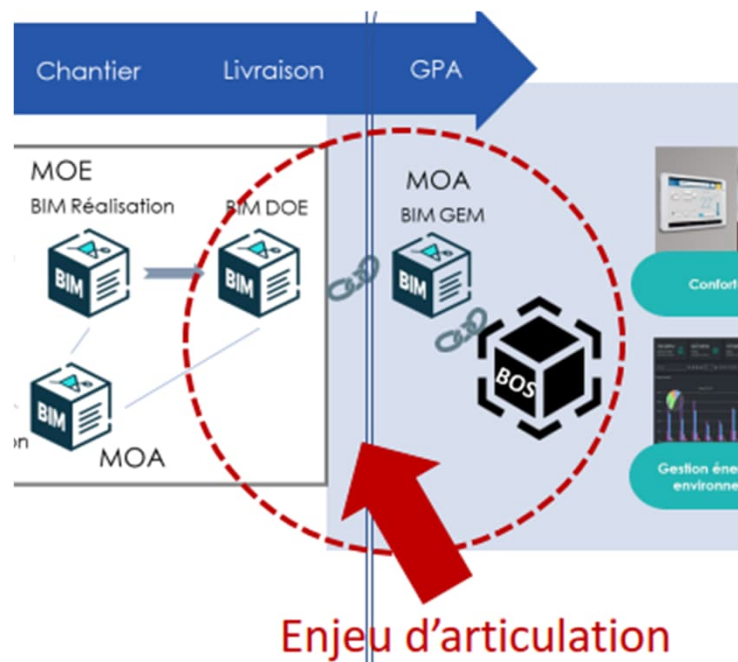 Chantier
Livraison
GPA
MOE
BIM Réalisation
BIM DOE
MOA
BIM GEM
BIM
BIM
BIM
BOS
BIM
MOA
Enjeu d'articulation